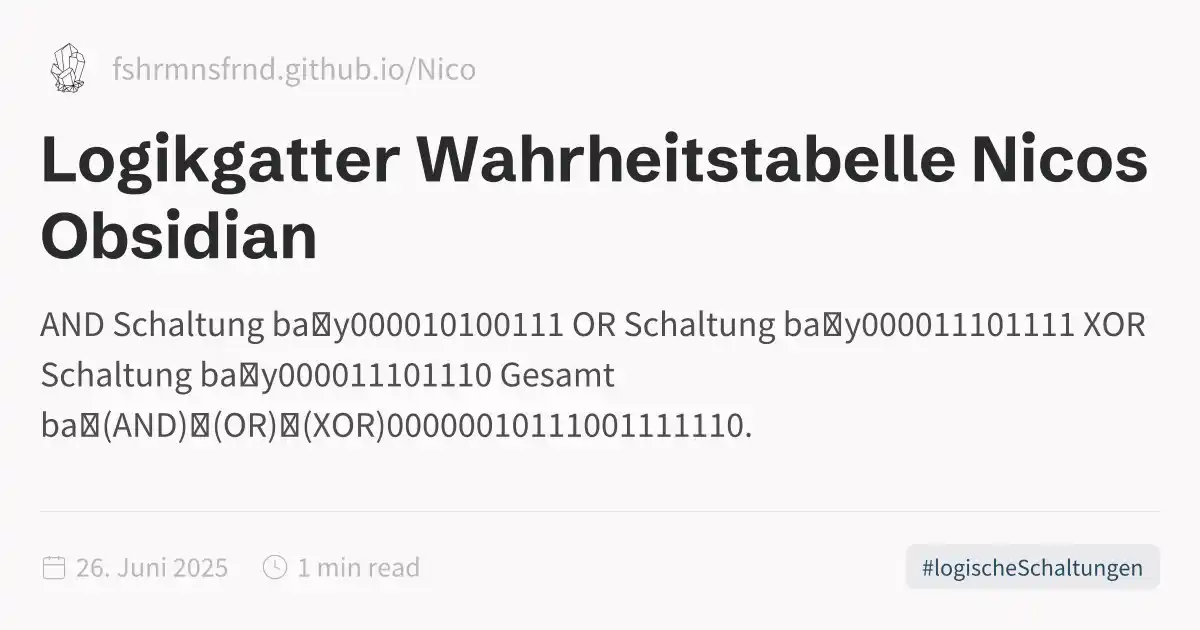 fshrmnsfrnd.github.io/Nico
Logikgatter Wahrheitstabelle Nicos
Obsidian
AND Schaltung ba▯y000010100111 OR Schaltung ba▯y000011101111 XOR
Schaltung ba▯y000011101110 Gesamt
ba▯(AND)▯(OR)▯(XOR)00000010111001111110.
26. Juni 2025
1 min read
#logischeSchaltungen